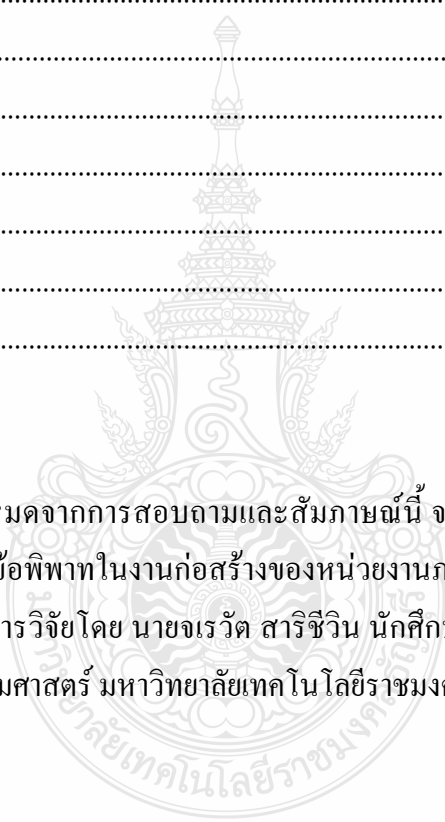 มดจากการสอบถามและสัมภาษณ์นี้ จ
ข้อพิพาทในงานก่อสร้างของหน่วยงานภ
ารวิจัยโดย นายจเรวัต สาริชีวิน นักศึก
มศาสตร์ มหาวิทยาลัยเทคโนโลยีราชมง